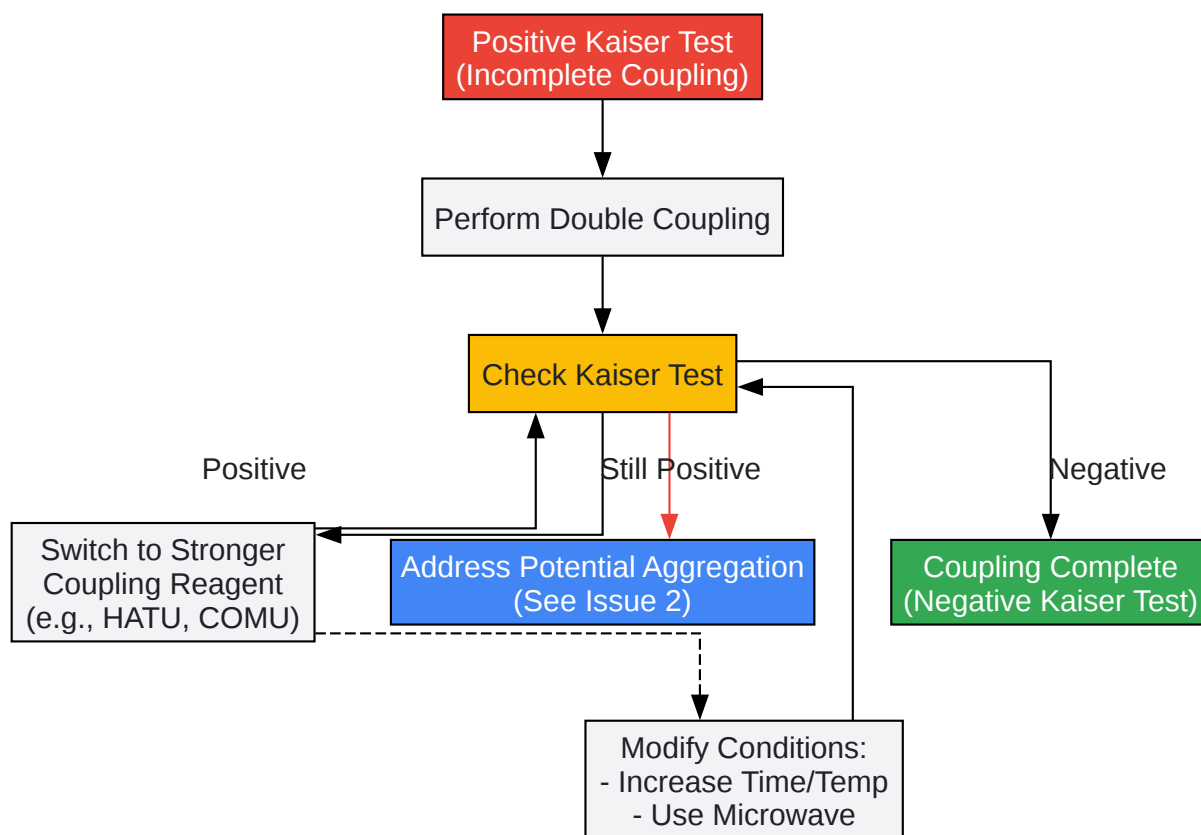 Positive Kaiser Test
(Incomplete Coupling)
Perform Double Coupling
Check Kaiser Test
Positive
Still Positive
Negative
Switch to Stronger
Coupling Reagent
(e.g., HATU, COMU)
Address Potential Aggregation
(See Issue 2)
Coupling Complete
(Negative Kaiser Test)
Modify Conditions:
- Increase Time/Temp
- Use Microwave